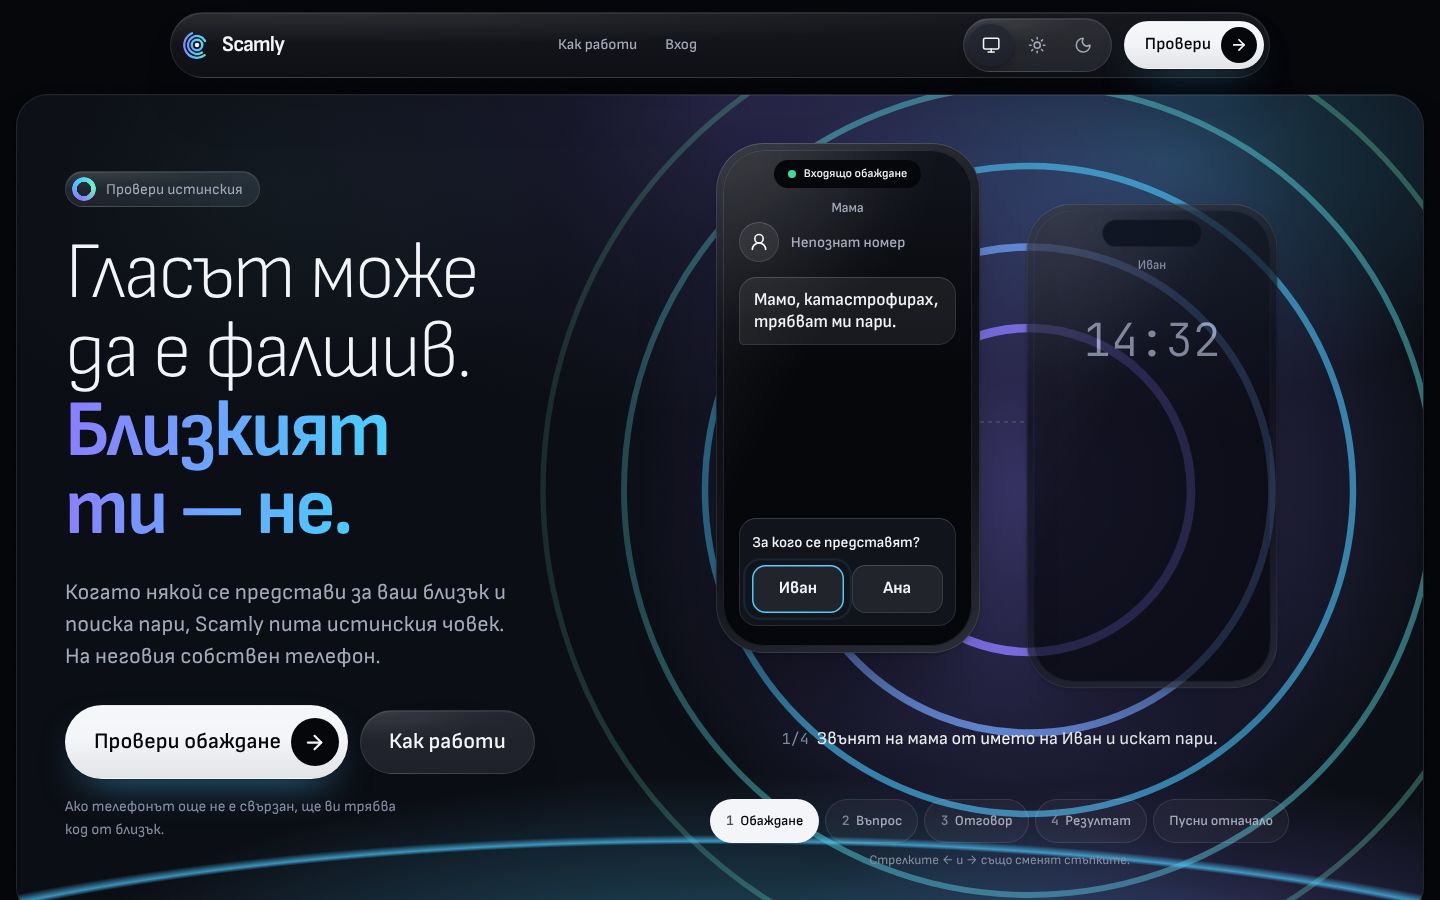 Scamly
Как работи
Вход
Провери
Провери истинския
Гласът може
да е фалшив.
Близкият
ти — не.
Когато някой се представи за ваш близък и
поиска пари, Scamly пита истинския човек.
На неговия собствен телефон.
Провери обаждане
Как работи
Ако телефонът още не е свързан, ще ви трябва
код от близък.
Входящо обаждане
Мама
Непознат номер
Мамо, катастрофирах,
трябват ми пари.
За кого се представят?
Иван
Ана
Иван
14:32
1/4 Звънят на мама от името на Иван и искат пари.
1 Обаждане
2 Въпрос
3 Отговор
4 Резултат
Пусни отначало
Стрелките ← и → също сменят стъпките.